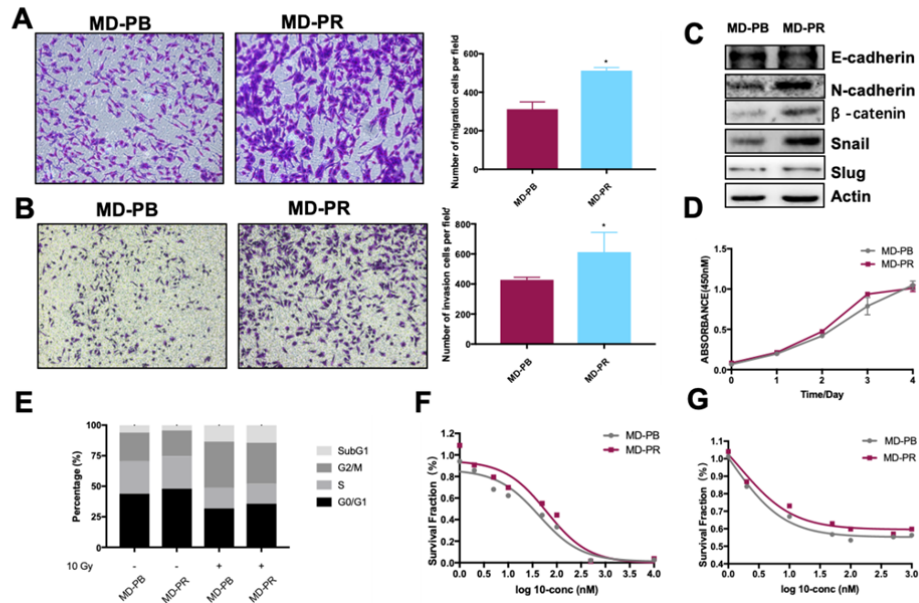 A
MD-PB
MD-PR
Number of migration cells per field
600
400
200
0
*
MD-PB
MD-PR
B
MD-PB
MD-PR
Number of invasion cells per field
800
600
400
200
0
*
MD-PB
MD-PR
C
MD-PB MD-PR
E-cadherin
N-cadherin
β-catenin
Snail
Slug
Actin
D
MD-PB
MD-PR
ABSORBANCE(450nM)
1.5
1.0
0.5
0.0
0 1 2 3 4
Time/Day
E
Percentage (%)
100
75
50
25
0
SubG1
G2/M
S
G0/G1
10 Gy - - + +
MD-PB MD-PR MD-PB MD-PR
F
MD-PB
MD-PR
Survival Fraction (%)
1.2
1.0
0.8
0.6
0.4
0.2
0.0
0.0 0.5 1.0 1.5 2.0 2.5 3.0 3.5 4.0
log 10-conc (nM)
G
MD-PB
MD-PR
Survival Fraction (%)
1.1
1.0
0.9
0.8
0.7
0.6
0.5
0.4
0.0 0.5 1.0 1.5 2.0 2.5 3.0
log 10-conc (nM)